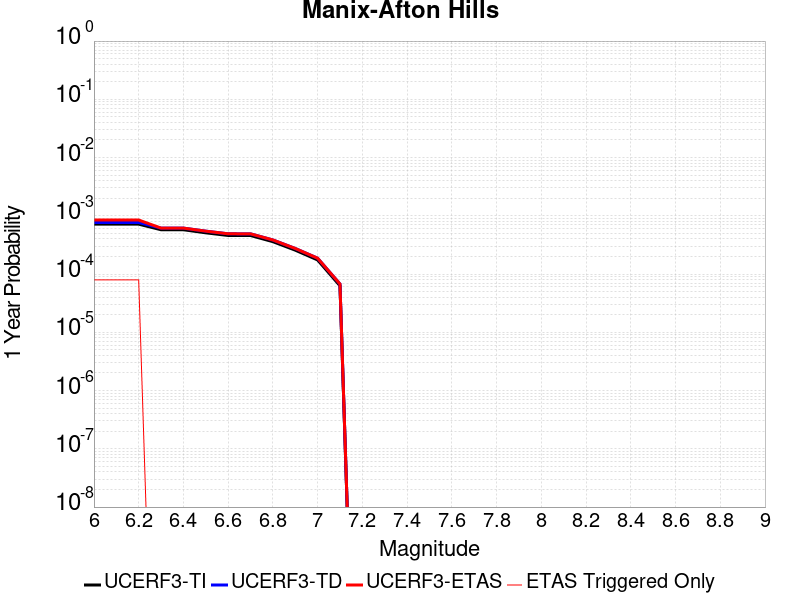 Manix-Afton Hills
10^0
10^-1
10^-2
10^-3
10^-4
10^-5
10^-6
10^-7
10^-8
1 Year Probability
6 6.2 6.4 6.6 6.8 7 7.2 7.4 7.6 7.8 8 8.2 8.4 8.6 8.8 9
Magnitude
UCERF3-TI UCERF3-TD UCERF3-ETAS ETAS Triggered Only